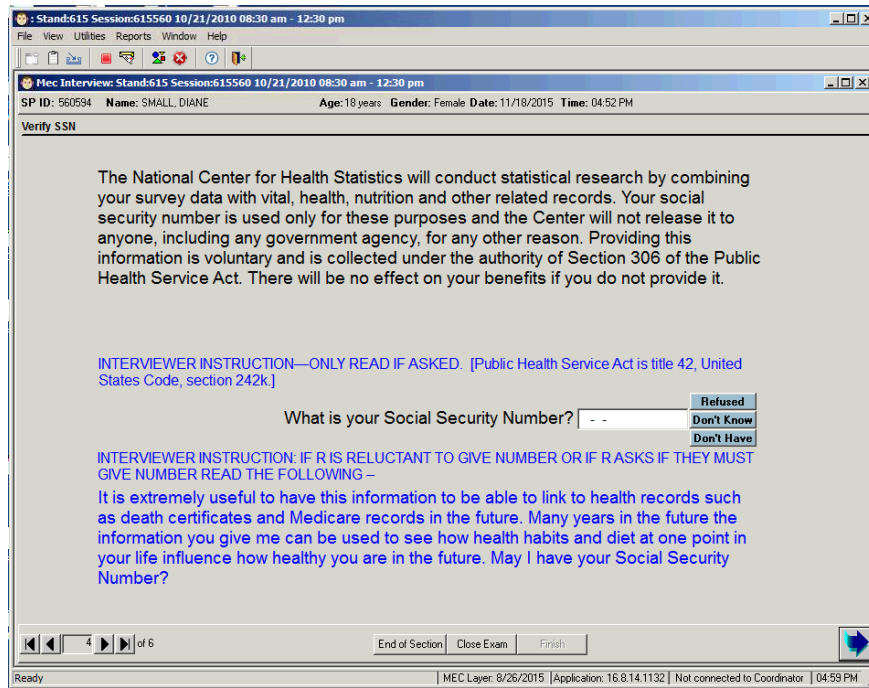 : Stand:615 Session:615560 10/21/2010 08:30 am - 12:30 pm
File View Utilities Reports Window Help
Mec Interview: Stand:615 Session:615560 10/21/2010 08:30 am - 12:30 pm
SP ID: 560594 Name: SMALL, DIANE Age: 18 years Gender: Female Date: 11/18/2015 Time: 04:52 PM
Verify SSN
The National Center for Health Statistics will conduct statistical research by combining
your survey data with vital, health, nutrition and other related records. Your social
security number is used only for these purposes and the Center will not release it to
anyone, including any government agency, for any other reason. Providing this
information is voluntary and is collected under the authority of Section 306 of the Public
Health Service Act. There will be no effect on your benefits if you do not provide it.
INTERVIEWER INSTRUCTION—ONLY READ IF ASKED. [Public Health Service Act is title 42, United
States Code, section 242k.]
Refused
What is your Social Security Number? - - Don't Know
Don't Have
INTERVIEWER INSTRUCTION: IF R IS RELUCTANT TO GIVE NUMBER OR IF R ASKS IF THEY MUST
GIVE NUMBER READ THE FOLLOWING –
It is extremely useful to have this information to be able to link to health records such
as death certificates and Medicare records in the future. Many years in the future the
information you give me can be used to see how health habits and diet at one point in
your life influence how healthy you are in the future. May I have your Social Security
Number?
4 of 6 End of Section Close Exam Finish
Ready MEC Layer: 8/26/2015 Application: 16.8.14.1132 Not connected to Coordinator 04:59 PM